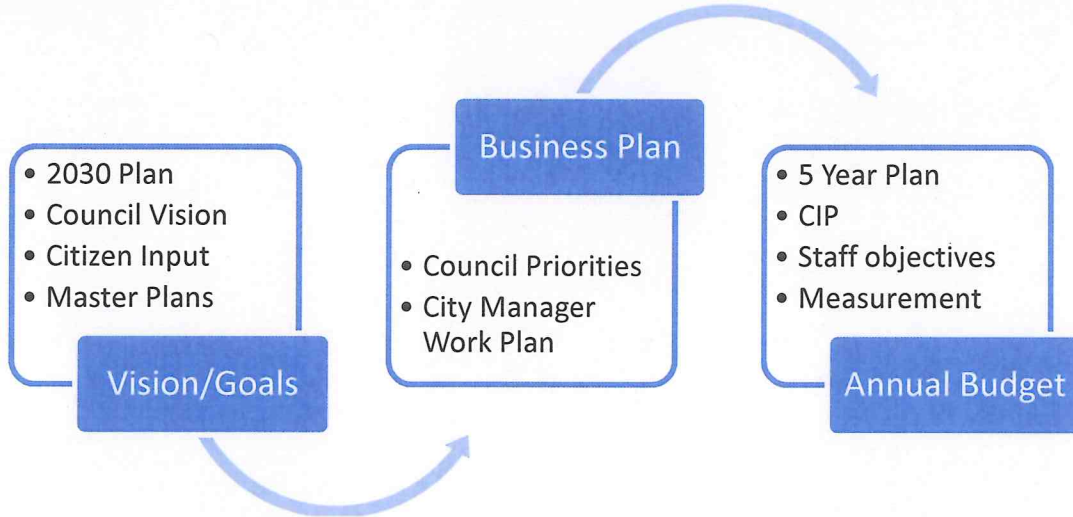 • 2030 Plan
• Council Vision
• Citizen Input
• Master Plans
Vision/Goals
Business Plan
• Council Priorities
• City Manager
Work Plan
• 5 Year Plan
• CIP
• Staff objectives
• Measurement
Annual Budget